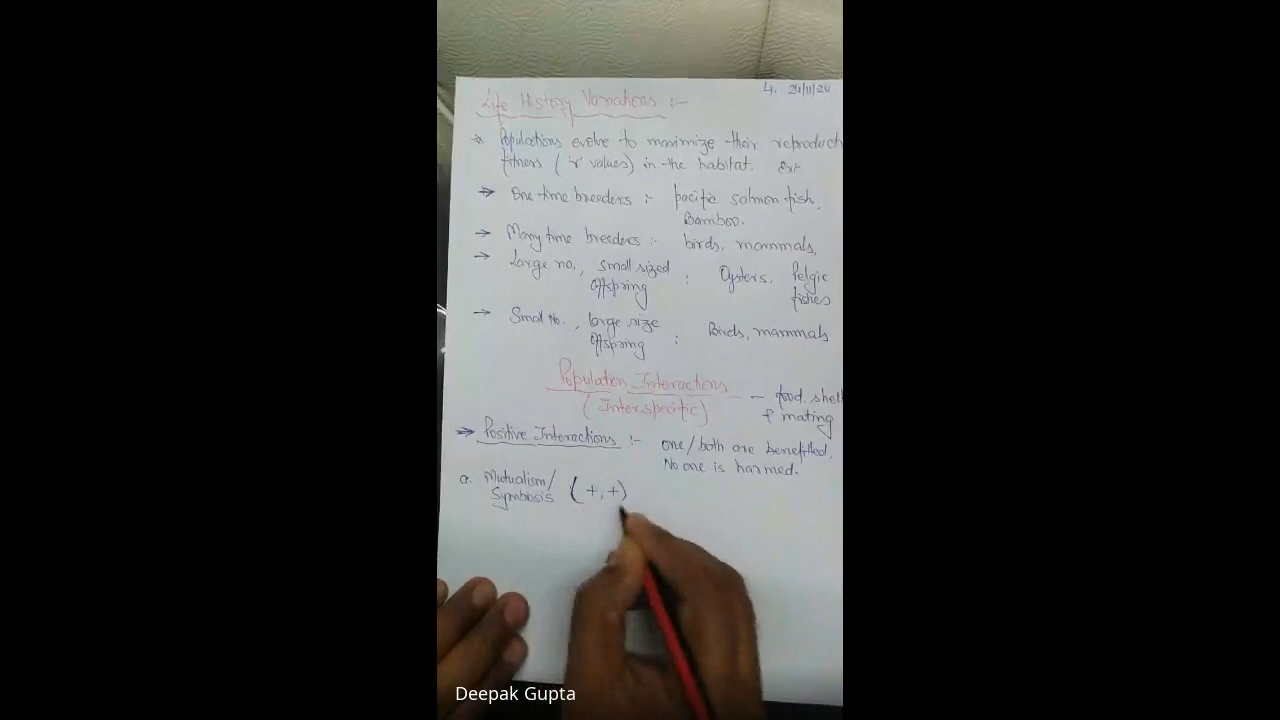 4. 24/11/20
Life History Variations :-
Populations evolve to maximize their reproduct
fitness ( 'r' values) in the habitat. Ex:-
→ One time breeders :- pacific salmon fish,
Bamboo.
→ Many time breeders :- birds, mammals,
→ Large no., small sized : Oysters, Pelgic
offspring fishes
→ Small No., large size : Birds, mammals
offspring
Population Interactions
(Interspecific) - food, shel
+ mating
⇒ Positive Interactions :- one/both are benefitted.
No one is harmed.
a. Mutualism/ (+,+)
Symbiosis
Deepak Gupta